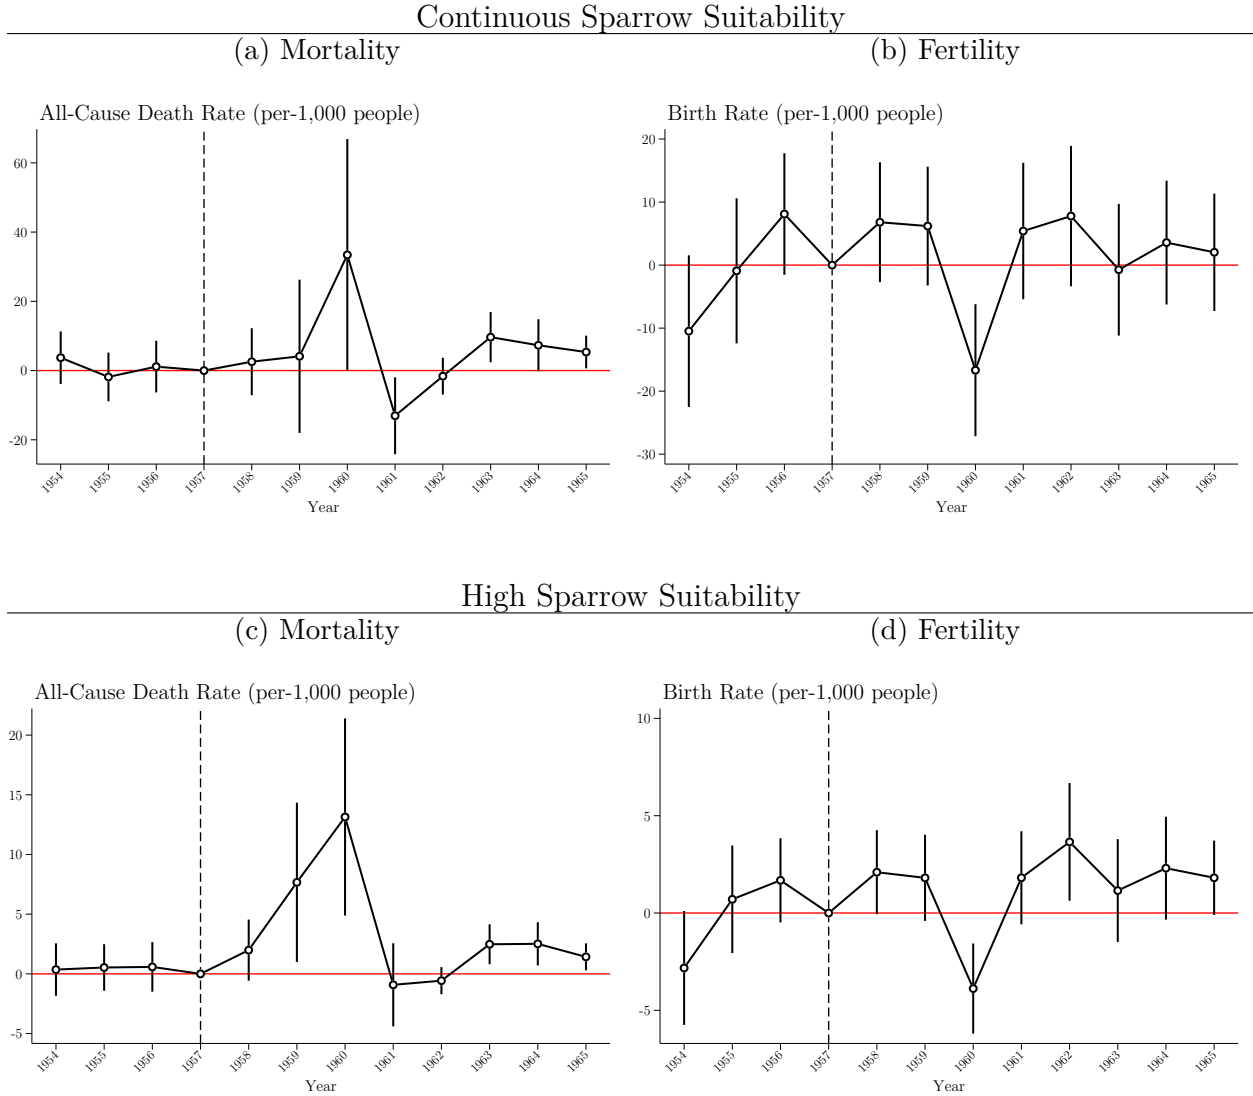 Continuous Sparrow Suitability
(a) Mortality
(b) Fertility
All-Cause Death Rate (per-1,000 people)
60
40
20
0
-20
1954 1955 1956 1957 1958 1959 1960 1961 1962 1963 1964 1965
Year
Birth Rate (per-1,000 people)
20
10
0
-10
-20
-30
1954 1955 1956 1957 1958 1959 1960 1961 1962 1963 1964 1965
Year
High Sparrow Suitability
(c) Mortality
(d) Fertility
All-Cause Death Rate (per-1,000 people)
20
15
10
5
0
-5
1954 1955 1956 1957 1958 1959 1960 1961 1962 1963 1964 1965
Year
Birth Rate (per-1,000 people)
10
5
0
-5
1954 1955 1956 1957 1958 1959 1960 1961 1962 1963 1964 1965
Year